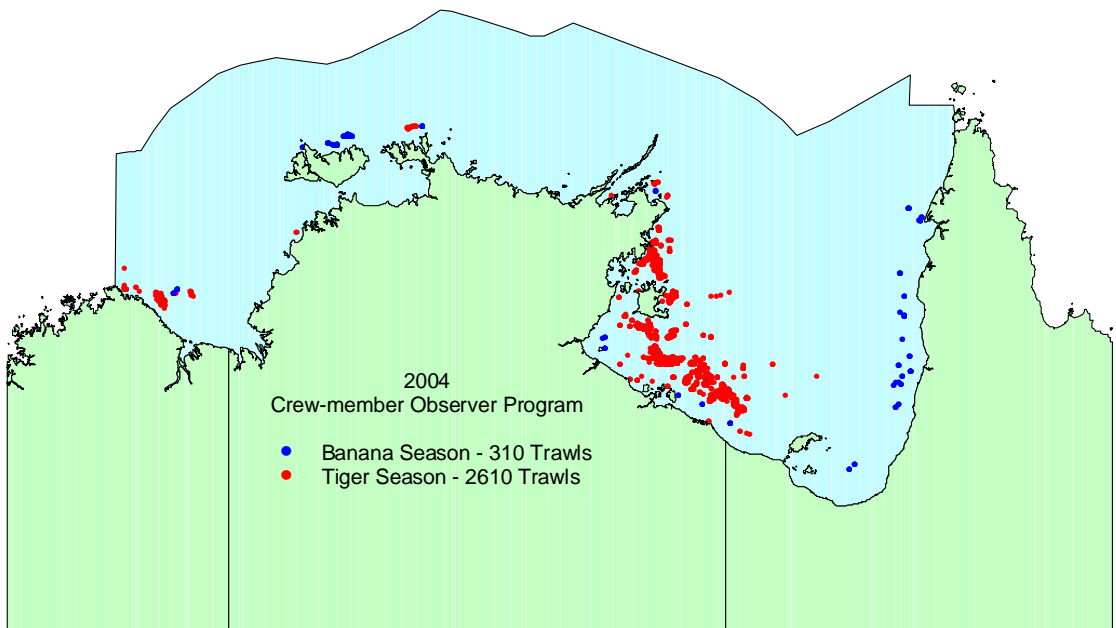 2004
Crew-member Observer Program
Banana Season - 310 Trawls
Tiger Season - 2610 Trawls